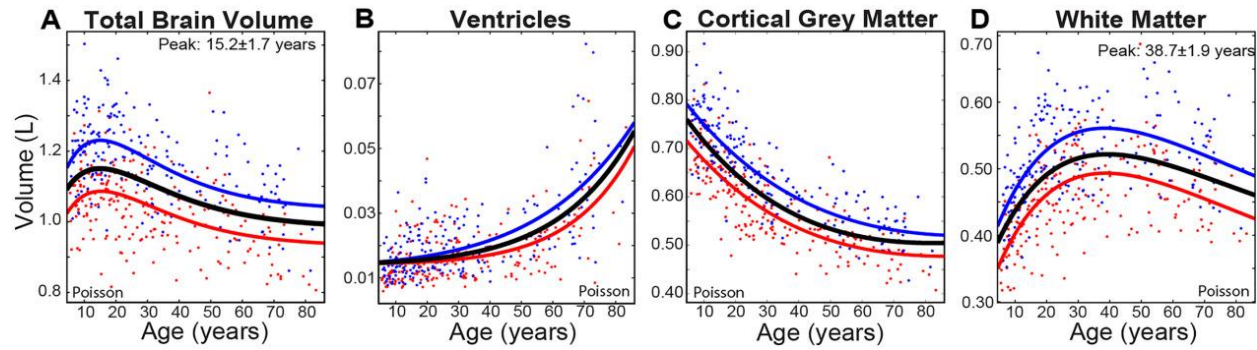 A Total Brain Volume
Peak: 15.2±1.7 years
Volume (L)
1.4
1.2
1.0
0.8
Poisson
10 20 30 40 50 60 70 80
Age (years)
B Ventricles
0.07
0.05
0.03
0.01
Poisson
10 20 30 40 50 60 70 80
Age (years)
C Cortical Grey Matter
0.90
0.80
0.70
0.60
0.50
0.40
Poisson
10 20 30 40 50 60 70 80
Age (years)
D White Matter
Peak: 38.7±1.9 years
0.70
0.60
0.50
0.40
0.30
Poisson
10 20 30 40 50 60 70 80
Age (years)